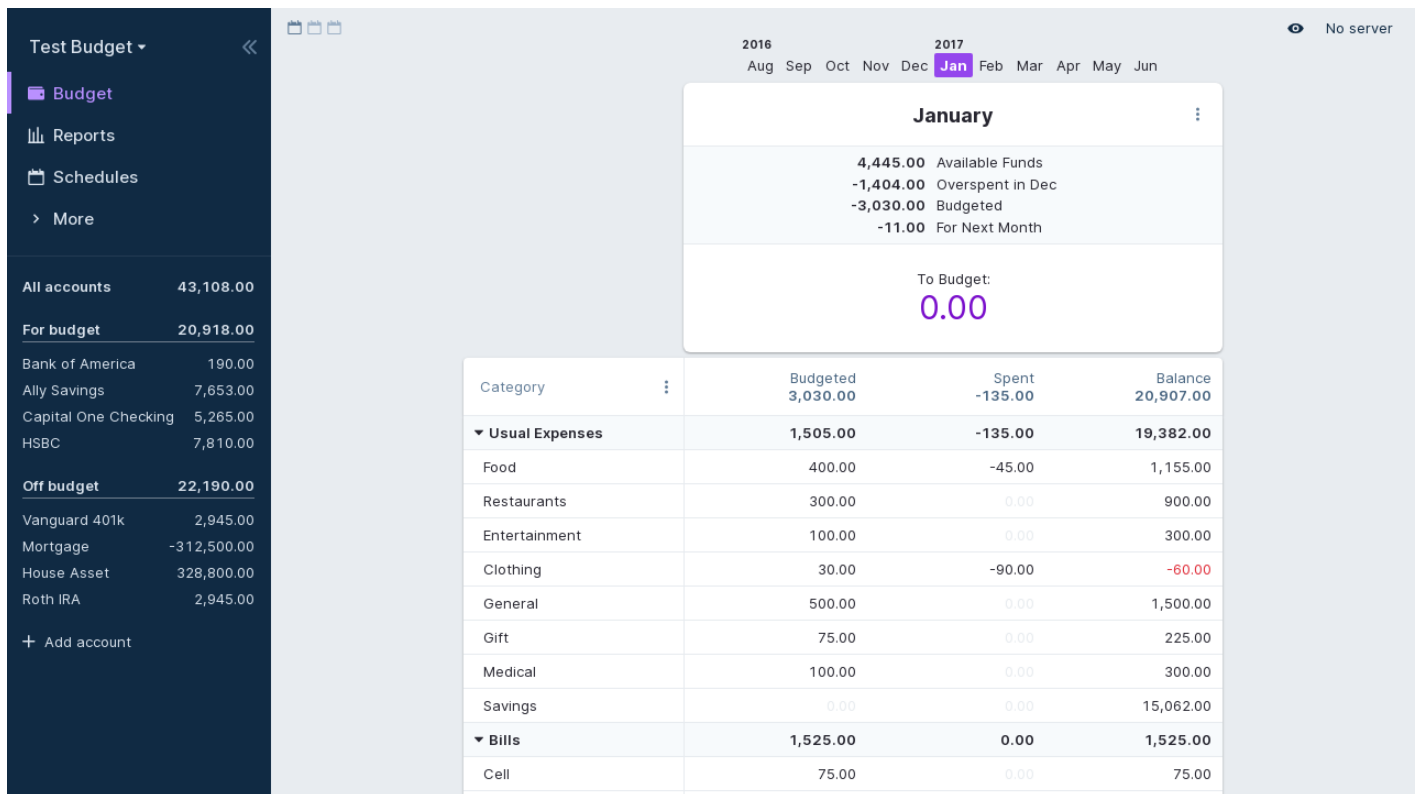 Test Budget
Budget
Reports
Schedules
More
All accounts 43,108.00
For budget 20,918.00
Bank of America 190.00
Ally Savings 7,653.00
Capital One Checking 5,265.00
HSBC 7,810.00
Off budget 22,190.00
Vanguard 401k 2,945.00
Mortgage -312,500.00
House Asset 328,800.00
Roth IRA 2,945.00
Add account
No server
2016 2017
Aug Sep Oct Nov Dec Jan Feb Mar Apr May Jun
January
4,445.00 Available Funds
-1,404.00 Overspent in Dec
-3,030.00 Budgeted
-11.00 For Next Month
To Budget:
0.00
Category
Budgeted Spent Balance
3,030.00 -135.00 20,907.00
Usual Expenses 1,505.00 -135.00 19,382.00
Food 400.00 -45.00 1,155.00
Restaurants 300.00 0.00 900.00
Entertainment 100.00 0.00 300.00
Clothing 30.00 -90.00 -60.00
General 500.00 0.00 1,500.00
Gift 75.00 0.00 225.00
Medical 100.00 0.00 300.00
Savings 0.00 0.00 15,062.00
Bills 1,525.00 0.00 1,525.00
Cell 75.00 0.00 75.00